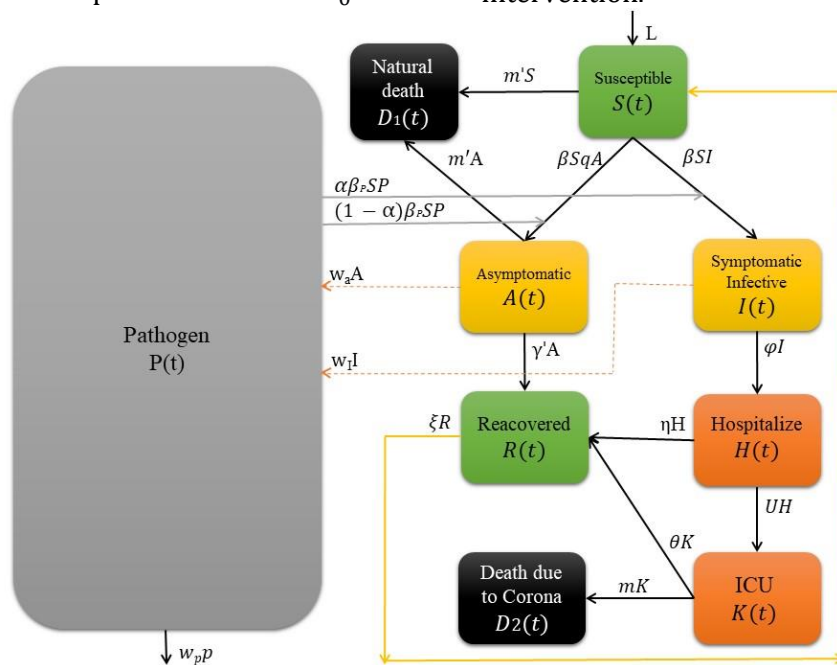 intervention.
L
Natural
death
D1(t)
m'S
Susceptible
S(t)
m'A
βSqA
βSI
αβPSP
(1 − α)βPSP
Asymptomatic
A(t)
Symptomatic
Infective
I(t)
waA
Pathogen
P(t)
γ'A
φI
wII
ξR
Reacovered
R(t)
ηH
Hospitalize
H(t)
UH
θK
Death due
to Corona
D2(t)
mK
ICU
K(t)
wpp